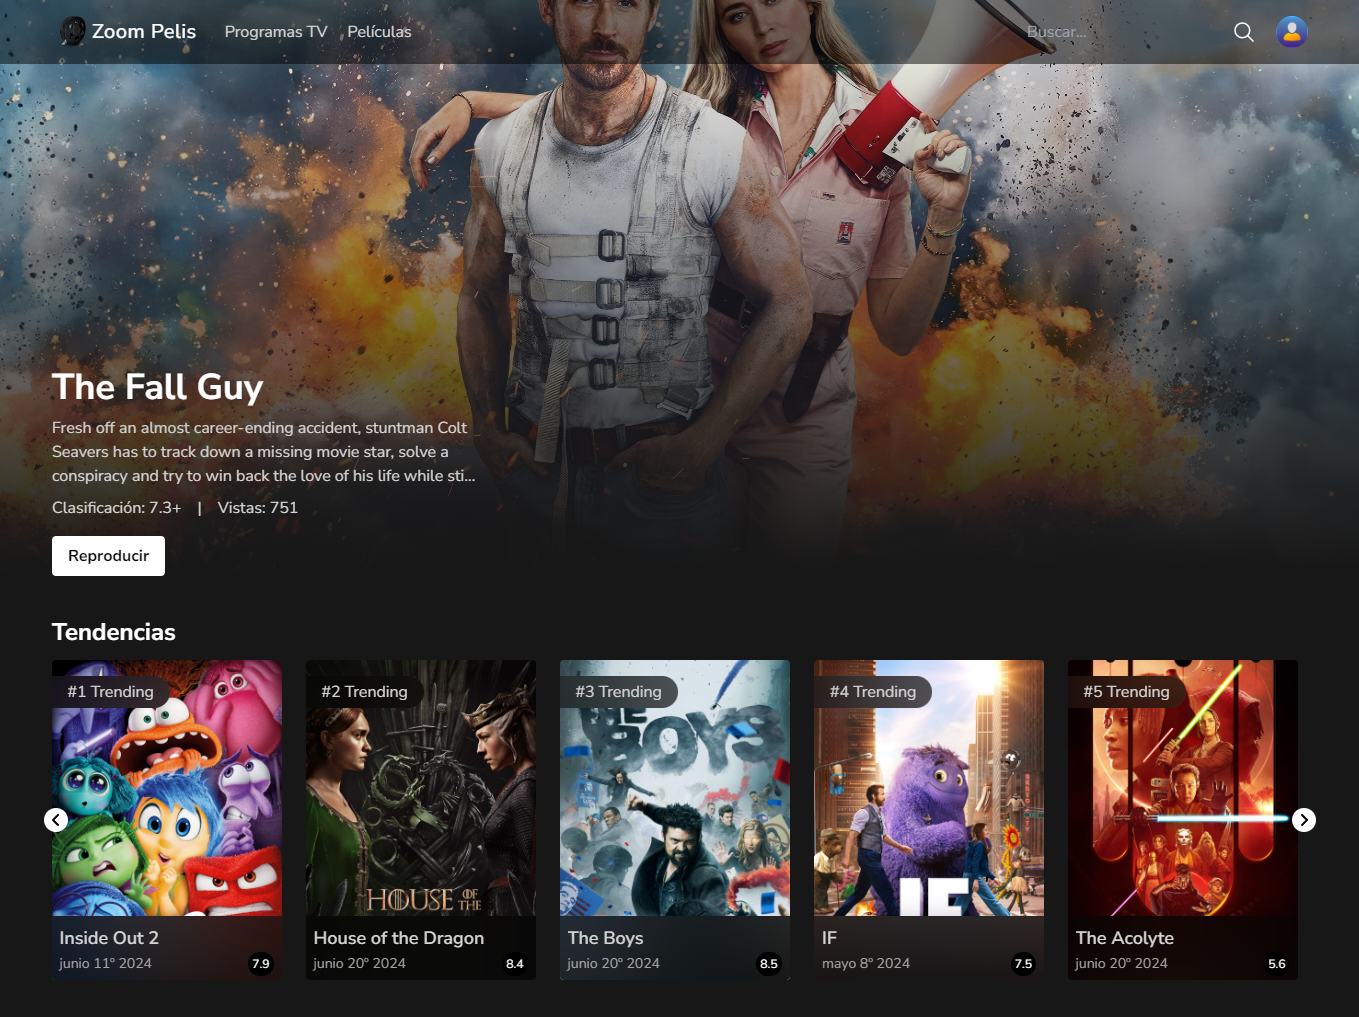 Zoom Pelis
Programas TV
Películas
Buscar...
The Fall Guy
Fresh off an almost career-ending accident, stuntman Colt
Seavers has to track down a missing movie star, solve a
conspiracy and try to win back the love of his life while sti...
Clasificación: 7.3+ | Vistas: 751
Reproducir
Tendencias
#1 Trending
#2 Trending
#3 Trending
#4 Trending
#5 Trending
HOUSE OF THE
THE BOYS
IF
Inside Out 2
junio 11º 2024
7.9
House of the Dragon
junio 20º 2024
8.4
The Boys
junio 20º 2024
8.5
IF
mayo 8º 2024
7.5
The Acolyte
junio 20º 2024
5.6